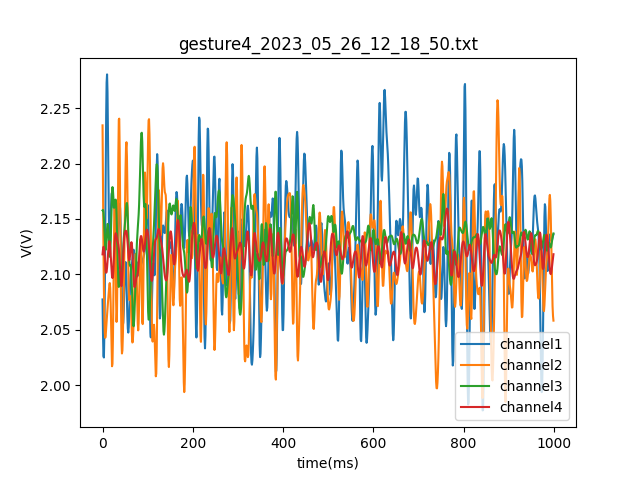 gesture4_2023_05_26_12_18_50.txt
V(V)
2.25
2.20
2.15
2.10
2.05
2.00
channel1
channel2
channel3
channel4
0
200
400
600
800
1000
time(ms)